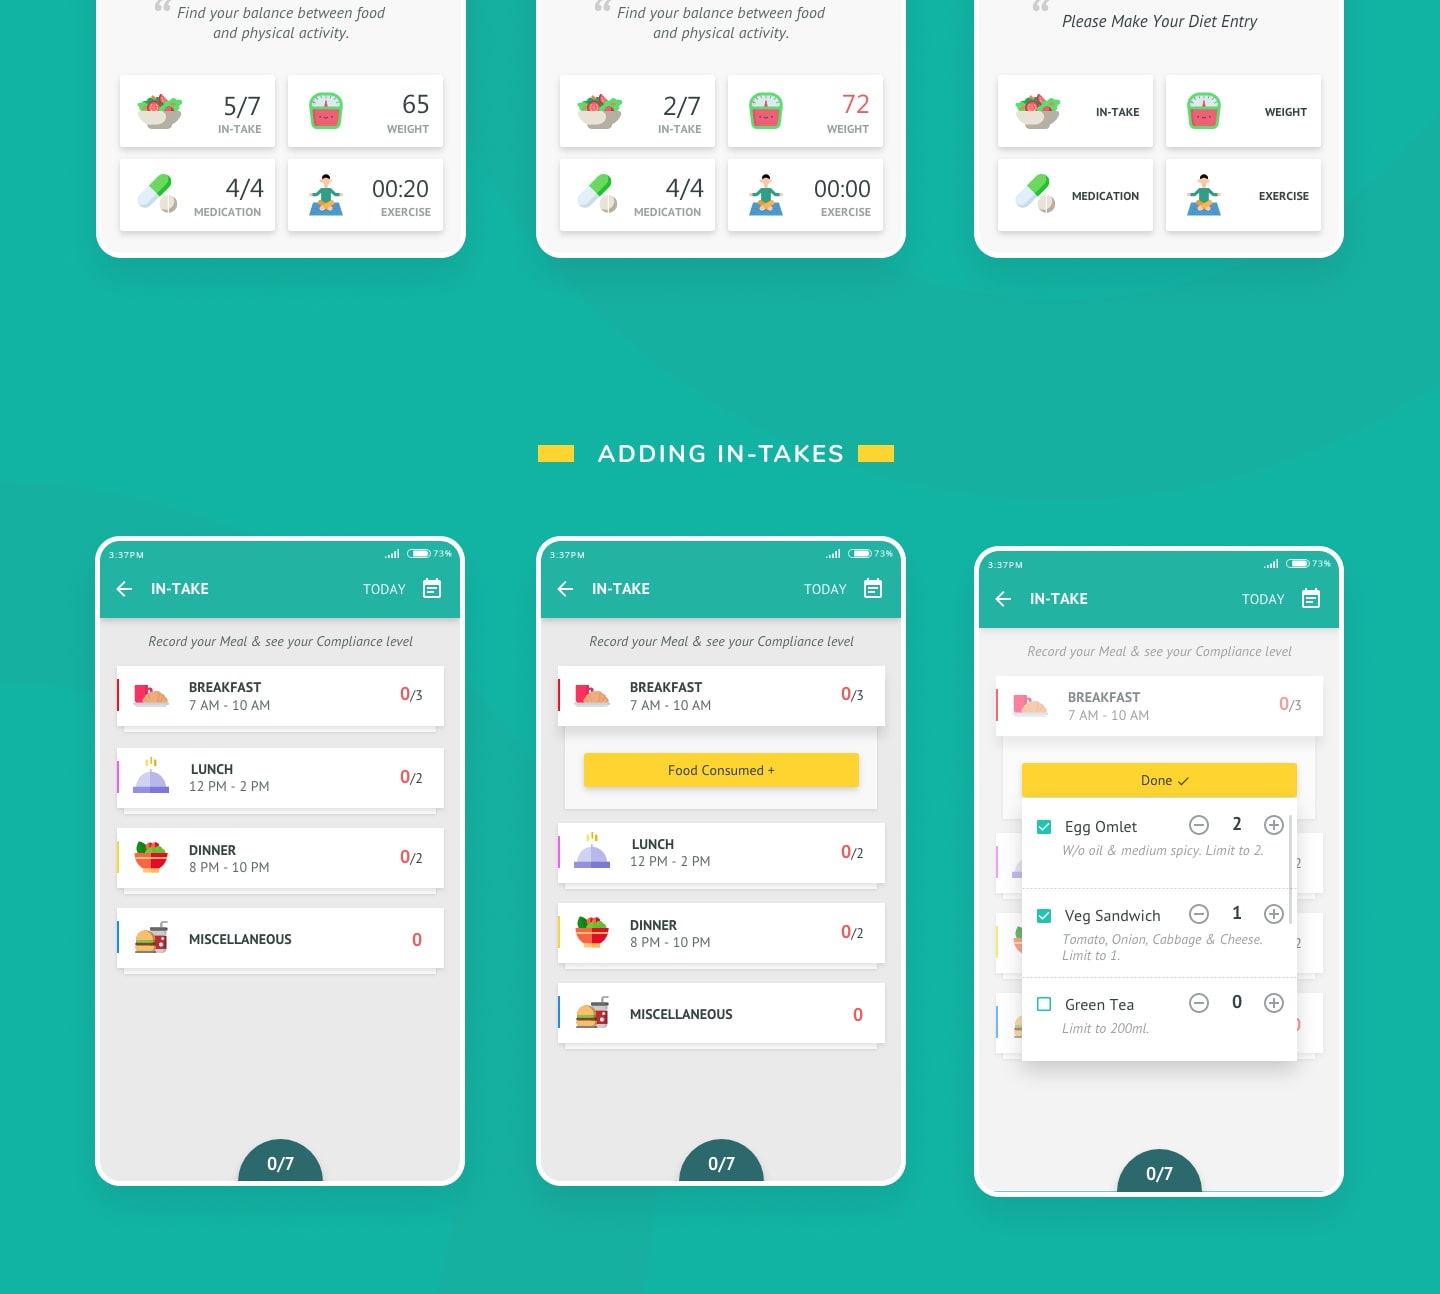 “ Find your balance between food
and physical activity.
5/7
IN-TAKE
65
WEIGHT
4/4
MEDICATION
00:20
EXERCISE
“ Find your balance between food
and physical activity.
2/7
IN-TAKE
72
WEIGHT
4/4
MEDICATION
00:00
EXERCISE
“ Please Make Your Diet Entry
IN-TAKE
WEIGHT
MEDICATION
EXERCISE
ADDING IN-TAKES
3:37PM
73%
IN-TAKE
TODAY
Record your Meal & see your Compliance level
BREAKFAST
7 AM - 10 AM
0/3
LUNCH
12 PM - 2 PM
0/2
DINNER
8 PM - 10 PM
0/2
MISCELLANEOUS
0
0/7
3:37PM
73%
IN-TAKE
TODAY
Record your Meal & see your Compliance level
BREAKFAST
7 AM - 10 AM
0/3
Food Consumed +
LUNCH
12 PM - 2 PM
0/2
DINNER
8 PM - 10 PM
0/2
MISCELLANEOUS
0
0/7
3:37PM
73%
IN-TAKE
TODAY
Record your Meal & see your Compliance level
BREAKFAST
7 AM - 10 AM
0/3
Done ✓
Egg Omlet
2
W/o oil & medium spicy. Limit to 2.
2
Veg Sandwich
1
Tomato, Onion, Cabbage & Cheese.
Limit to 1.
2
Green Tea
0
Limit to 200ml.
0/7